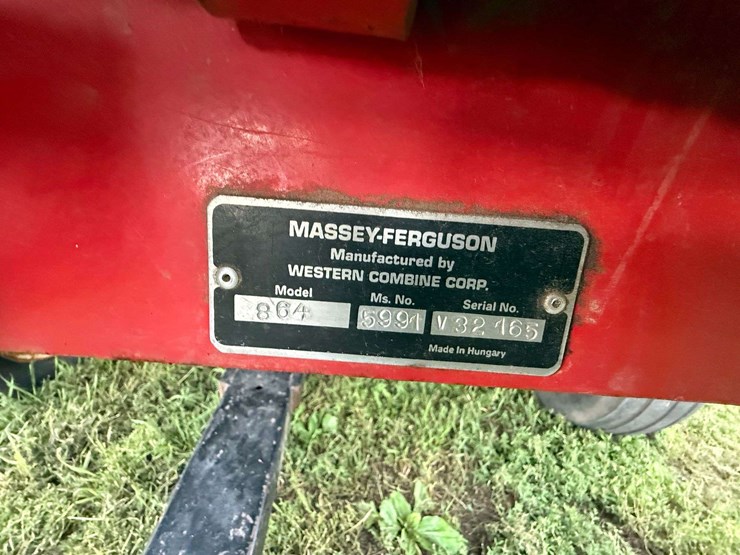 MASSEY-FERGUSON
Manufactured by
WESTERN COMBINE CORP.
Model Ms. No. Serial No.
864 5991 V32165
Made In Hungary